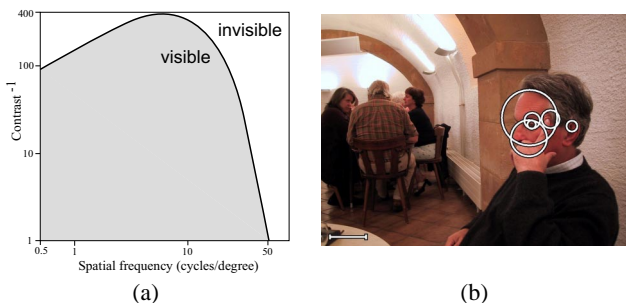 400
100
10
1
Contrast -1
invisible
visible
0.5 1 10 50
Spatial frequency (cycles/degree)
(a)
(b)